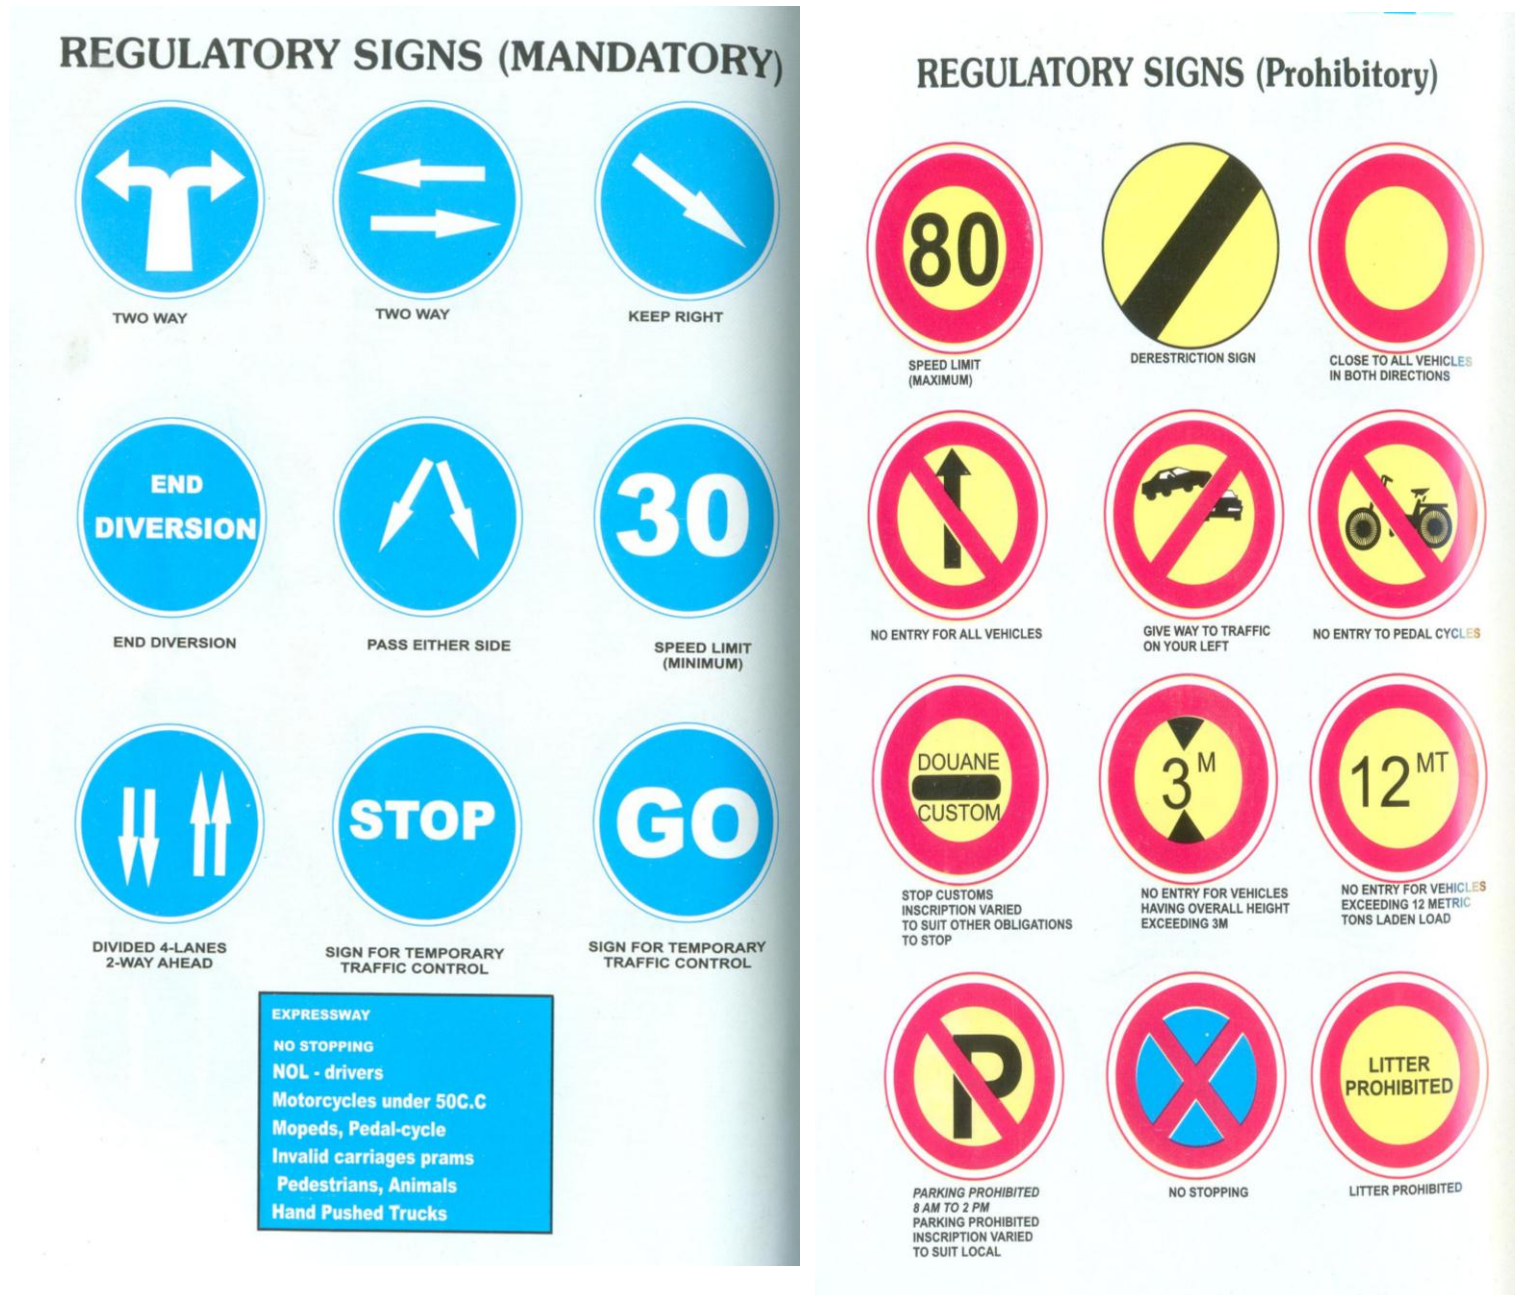 REGULATORY SIGNS (MANDATORY)
TWO WAY
TWO WAY
KEEP RIGHT
END
DIVERSION
30
END DIVERSION
PASS EITHER SIDE
SPEED LIMIT
(MINIMUM)
STOP
GO
DIVIDED 4-LANES
2-WAY AHEAD
SIGN FOR TEMPORARY
TRAFFIC CONTROL
SIGN FOR TEMPORARY
TRAFFIC CONTROL
EXPRESSWAY
NO STOPPING
NOL - drivers
Motorcycles under 50C.C
Mopeds, Pedal-cycle
Invalid carriages prams
Pedestrians, Animals
Hand Pushed Trucks
REGULATORY SIGNS (Prohibitory)
80
SPEED LIMIT
(MAXIMUM)
DERESTRICTION SIGN
CLOSE TO ALL VEHICLES
IN BOTH DIRECTIONS
NO ENTRY FOR ALL VEHICLES
GIVE WAY TO TRAFFIC
ON YOUR LEFT
NO ENTRY TO PEDAL CYCLES
DOUANE
CUSTOM
3 M
12 MT
STOP CUSTOMS
INSCRIPTION VARIED
TO SUIT OTHER OBLIGATIONS
TO STOP
NO ENTRY FOR VEHICLES
HAVING OVERALL HEIGHT
EXCEEDING 3M
NO ENTRY FOR VEHICLES
EXCEEDING 12 METRIC
TONS LADEN LOAD
P
LITTER
PROHIBITED
PARKING PROHIBITED
8 AM TO 2 PM
PARKING PROHIBITED
INSCRIPTION VARIED
TO SUIT LOCAL
NO STOPPING
LITTER PROHIBITED